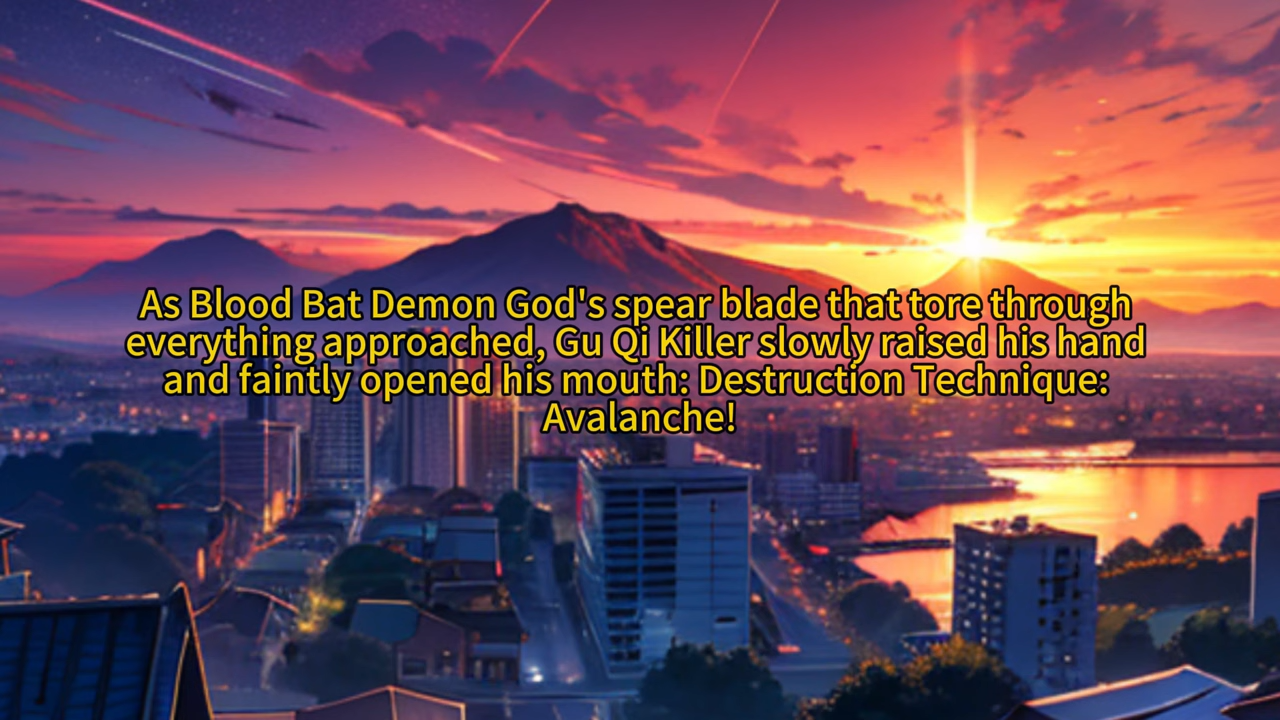 As Blood Bat Demon God's spear blade that tore through
everything approached, Gu Qi Killer slowly raised his hand
and faintly opened his mouth: Destruction Technique:
Avalanche!